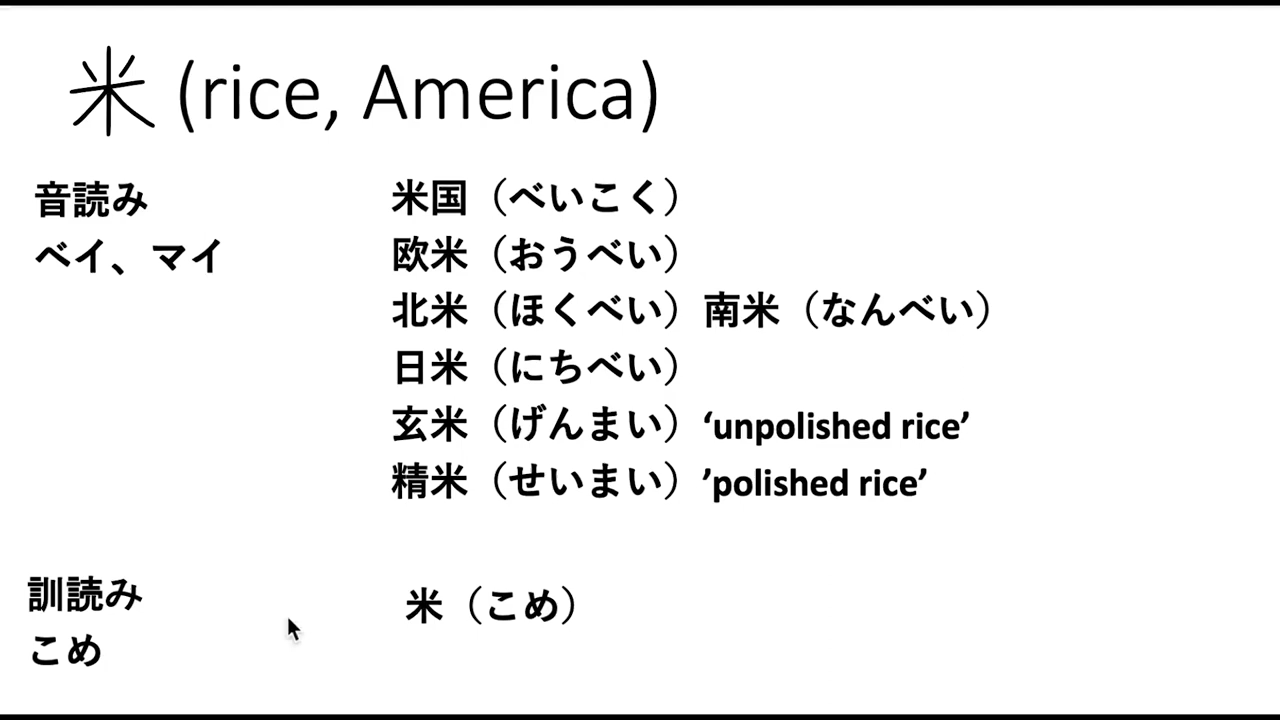 米 (rice, America)
音読み
ベイ、マイ
米国（べいこく）
欧米（おうべい）
北米（ほくべい）南米（なんべい）
日米（にちべい）
玄米（げんまい）‘unpolished rice’
精米（せいまい）’polished rice’
訓読み
こめ
米（こめ）